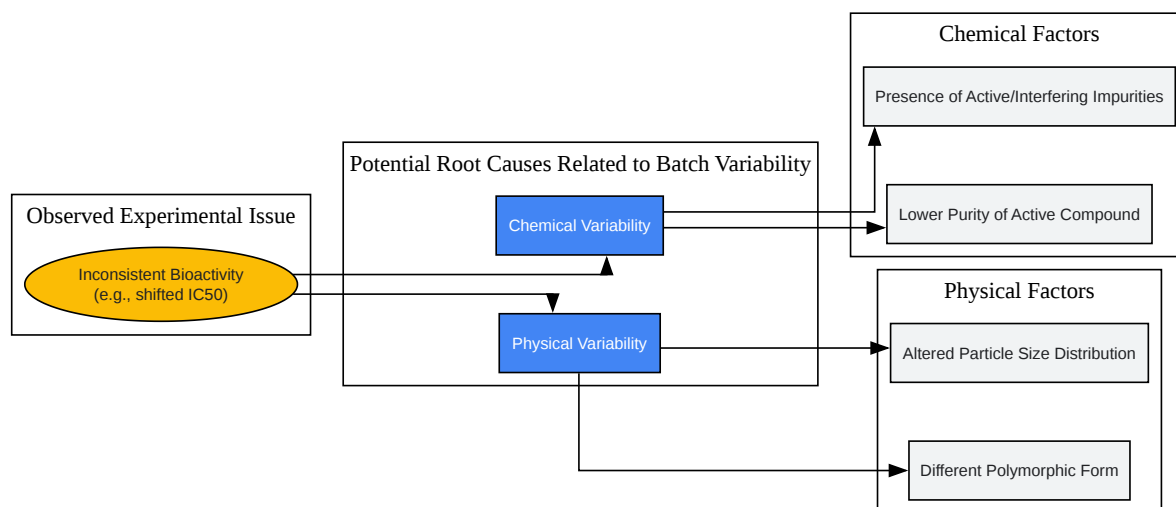 Observed Experimental Issue
Inconsistent Bioactivity
(e.g., shifted IC50)
Potential Root Causes Related to Batch Variability
Chemical Variability
Physical Variability
Chemical Factors
Presence of Active/Interfering Impurities
Lower Purity of Active Compound
Physical Factors
Altered Particle Size Distribution
Different Polymorphic Form